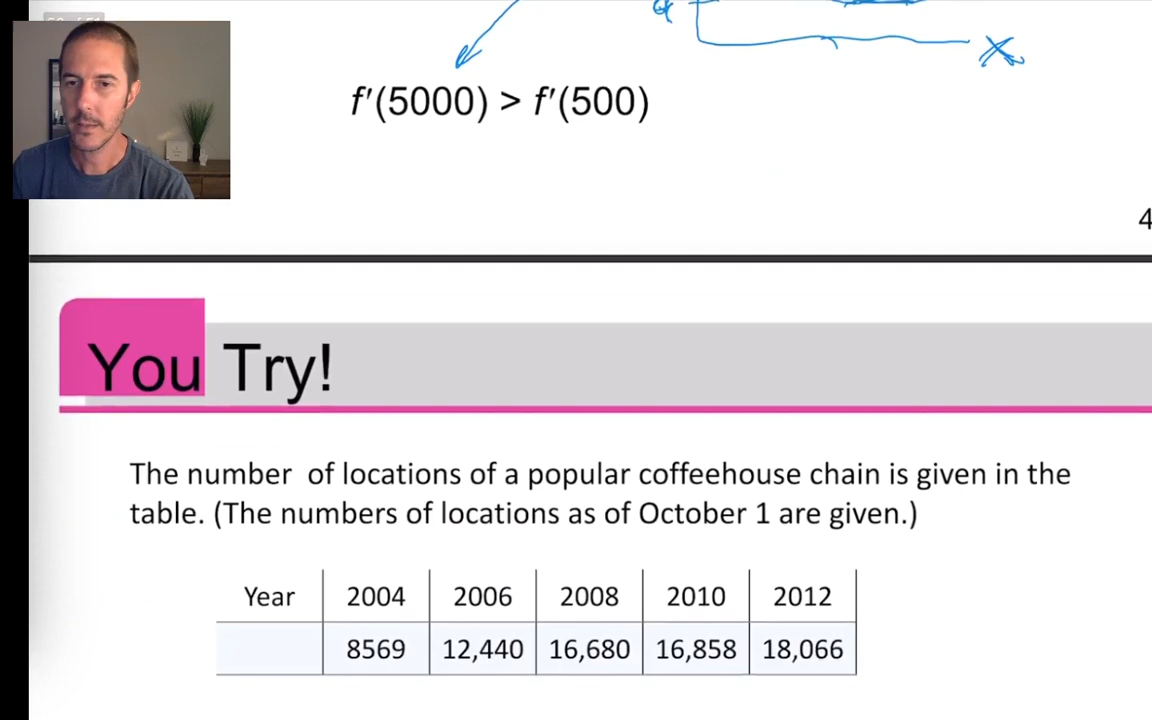 x
f′(5000) > f′(500)
4
You Try!
The number of locations of a popular coffeehouse chain is given in the
table. (The numbers of locations as of October 1 are given.)
Year 2004 2006 2008 2010 2012
8569 12,440 16,680 16,858 18,066